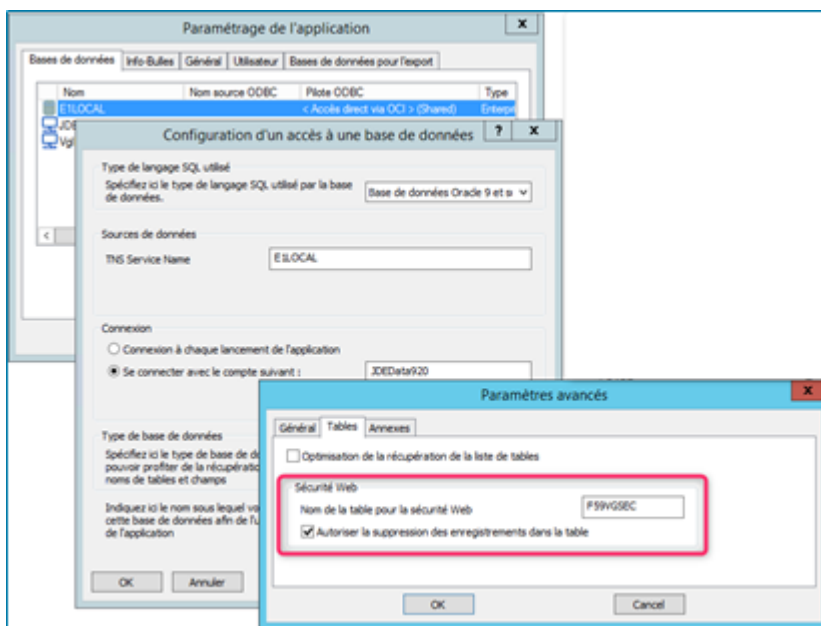 Paramétrage de l'application
Bases de données Info-Bulles Général Utilisateur Bases de données pour l'export
Nom Nom source ODBC Pilote ODBC Type
E1LOCAL < Accès direct via OCI > (Shared) Enterpri
JDE
Vgl
Configuration d'un accès à une base de données
Type de langage SQL utilisé
Spécifiez ici le type de langage SQL utilisé par la base
de données.
Base de données Oracle 9 et su
Sources de données
TNS Service Name E1LOCAL
Connexion
Connexion à chaque lancement de l'application
Se connecter avec le compte suivant : JDEData920
Type de base de données
Spécifiez ici le type de base de do
pouvoir profiter de la récupération
noms de tables et champs
Indiquez ici le nom sous lequel vo
cette base de données afin de l'u
de l'application
OK Annuler
Paramètres avancés
Général Tables Annexes
Optimisation de la récupération de la liste de tables
Sécurité Web
Nom de la table pour la sécurité Web F59VGSEC
Autoriser la suppression des enregistrements dans la table
OK Cancel